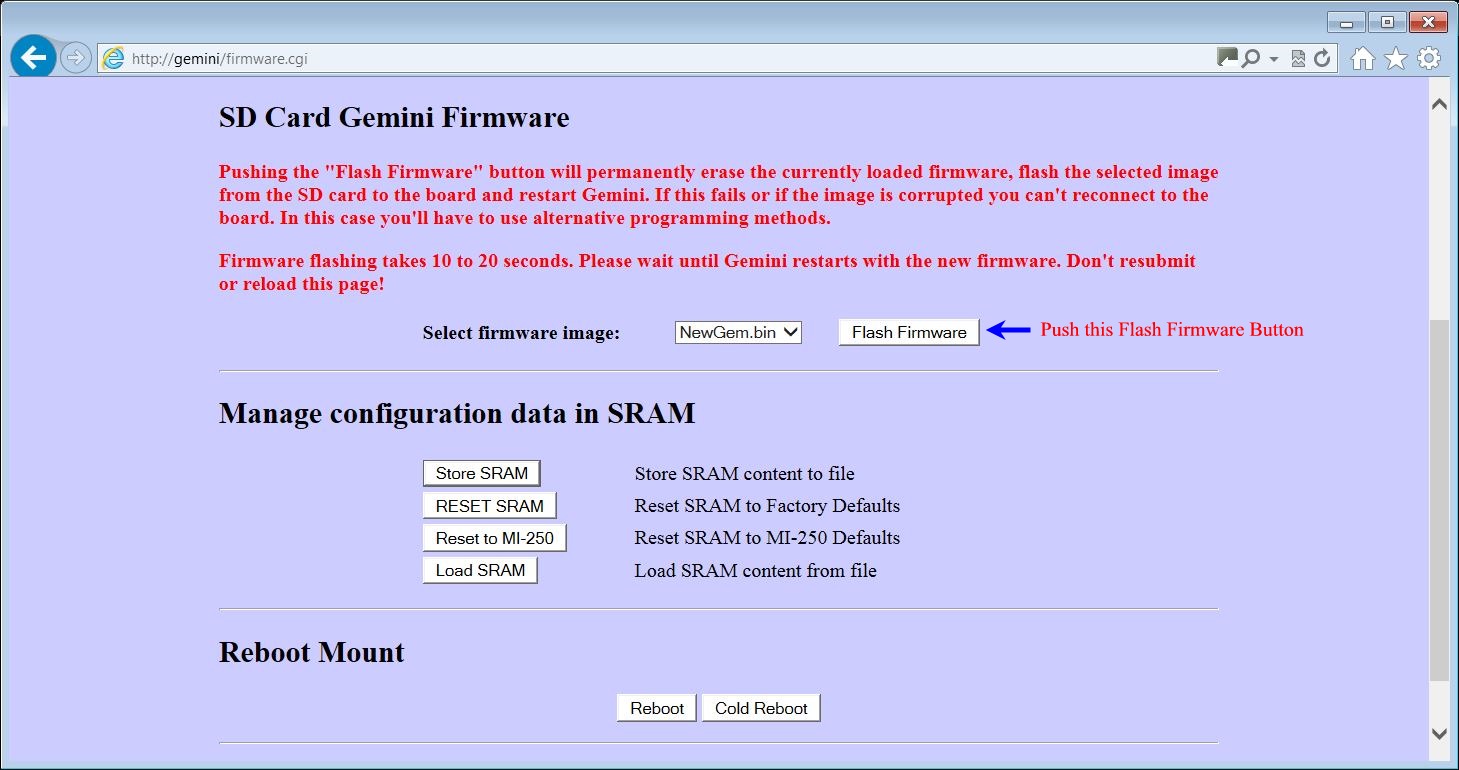 http://gemini/firmware.cgi
SD Card Gemini Firmware
Pushing the "Flash Firmware" button will permanently erase the currently loaded firmware, flash the selected image
from the SD card to the board and restart Gemini. If this fails or if the image is corrupted you can't reconnect to the
board. In this case you'll have to use alternative programming methods.
Firmware flashing takes 10 to 20 seconds. Please wait until Gemini restarts with the new firmware. Don't resubmit
or reload this page!
Select firmware image: NewGem.bin Flash Firmware Push this Flash Firmware Button
Manage configuration data in SRAM
Store SRAM Store SRAM content to file
RESET SRAM Reset SRAM to Factory Defaults
Reset to MI-250 Reset SRAM to MI-250 Defaults
Load SRAM Load SRAM content from file
Reboot Mount
Reboot Cold Reboot